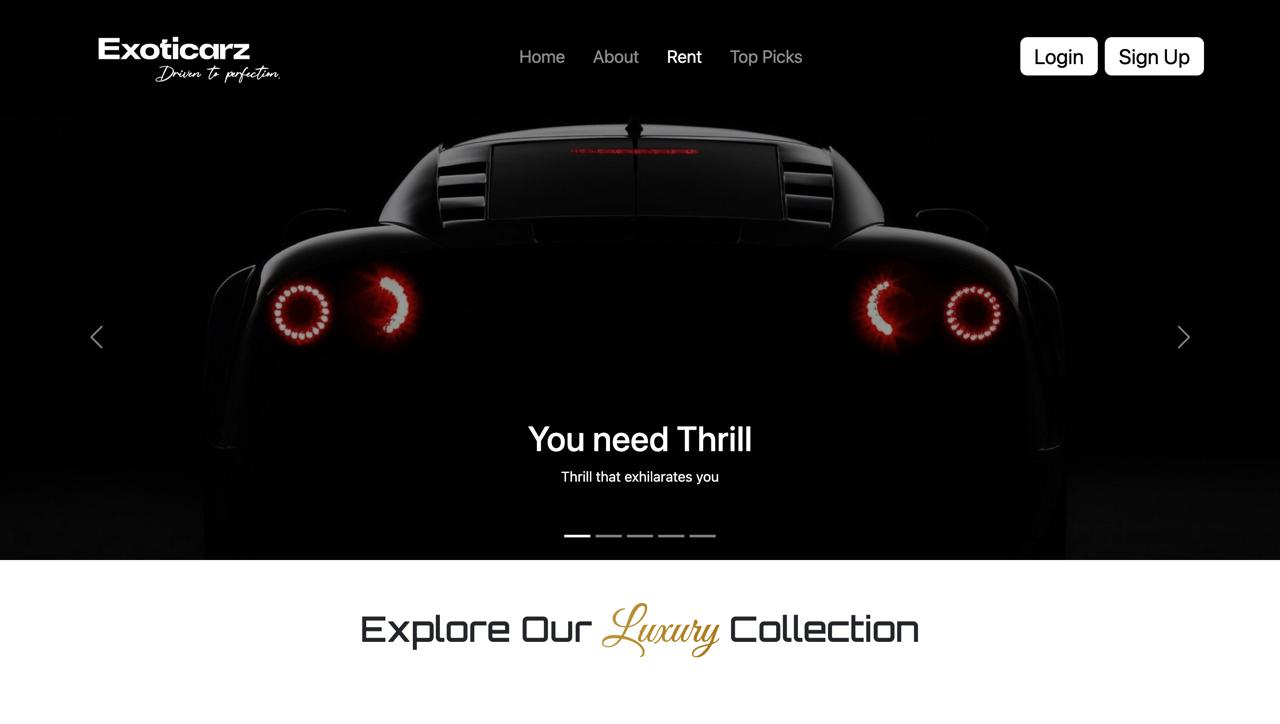 Exoticarz
Driven to perfection.
Home About Rent Top Picks
Login Sign Up
You need Thrill
Thrill that exhilarates you
Explore Our Luxury Collection